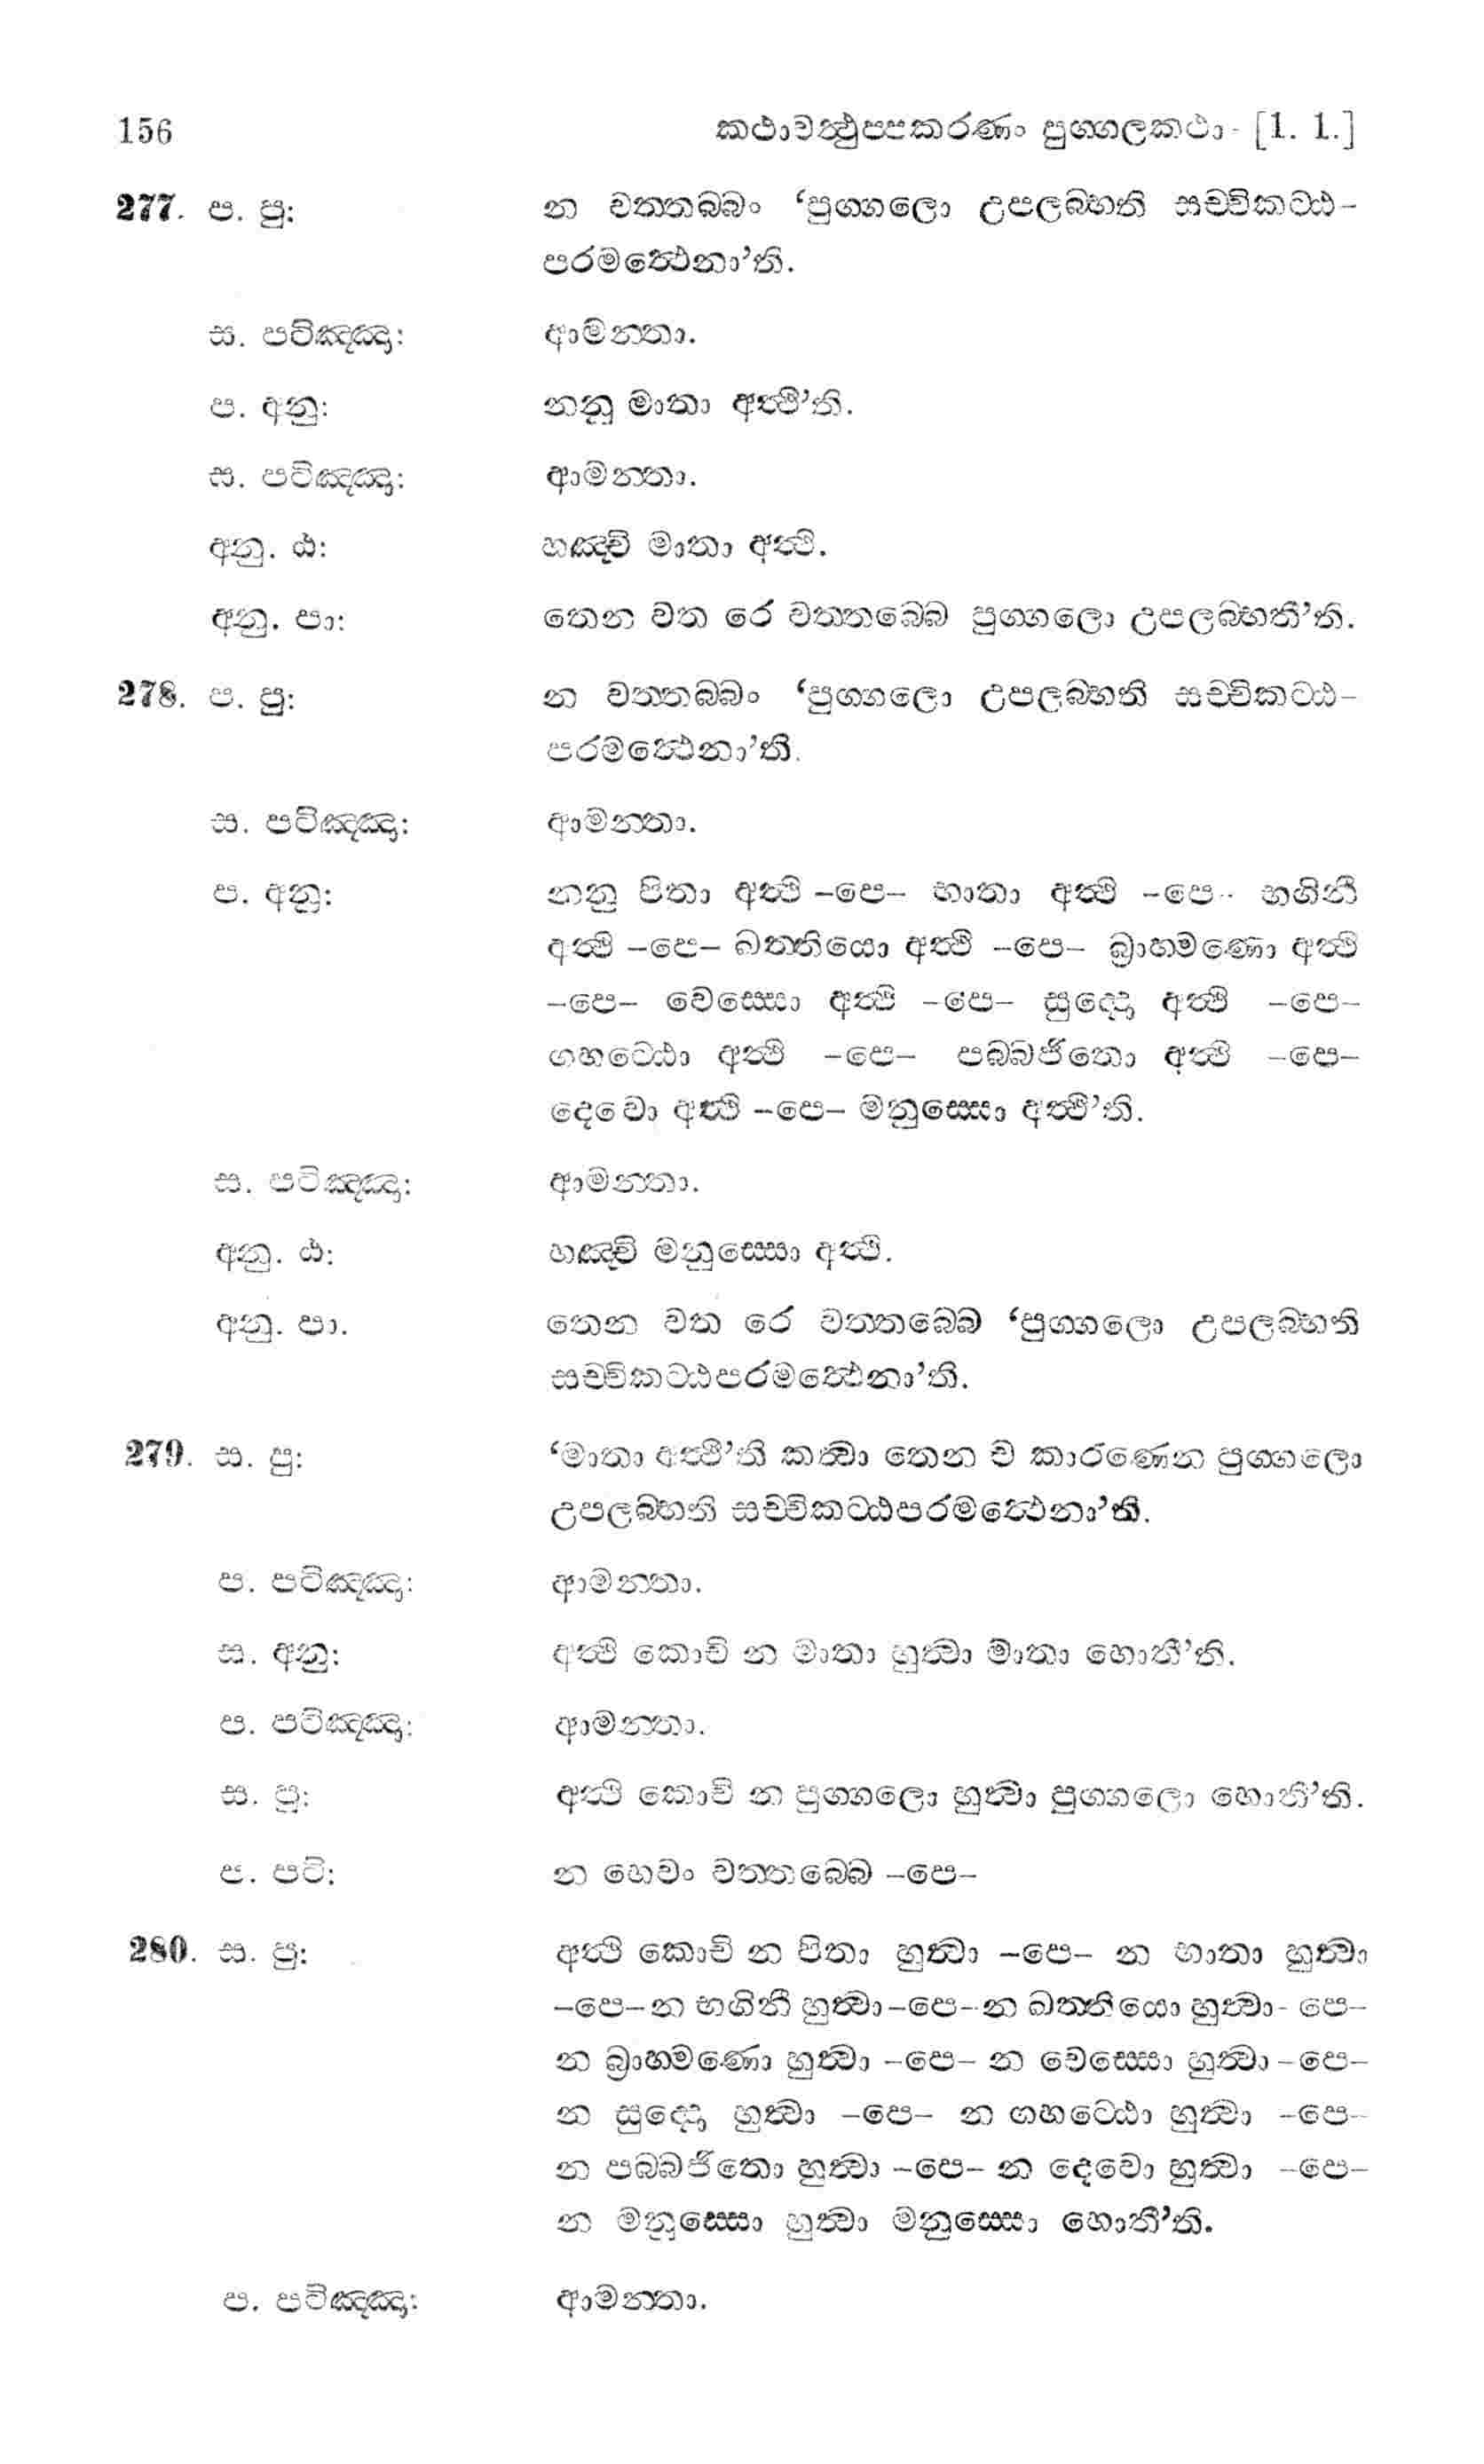 156 කථාවත්ථුප්පකරණං පුග්ගලකථා - [1. 1.]
277. ප. පු: න වත්තබ්බං ‘පුග්ගලො උපලබ්භති සච්චිකට්ඨ–
පරමත්ථෙනා’ති.
ස. පටිඤ්ඤා: ආමන්තා.
ප. අනු: නනු මාතා අත්ථි’ති.
ස. පටිඤ්ඤා: ආමන්තා.
අනු. ඨ: හඤ්චි මාතා අත්ථි.
අනු. පා: තෙන වත රෙ වත්තබ්බෙ පුග්ගලො උපලබ්භතී’ති.
278. ප. පු: න වත්තබ්බං ‘පුග්ගලො උපලබ්භති සච්චිකට්ඨ–
පරමත්ථෙනා’ති.
ස. පටිඤ්ඤා: ආමන්තා.
ප. අනු: නනු පිතා අත්ථි –පෙ– භාතා අත්ථි –පෙ– භගිනී
අත්ථි –පෙ– ඛත්තියො අත්ථි –පෙ– බ්‍රාහ්මණො අත්ථි
–පෙ– වෙස්සො අත්ථි –පෙ– සුද්දො අත්ථි –පෙ–
ගහට්ඨො අත්ථි –පෙ– පබ්බජිතො අත්ථි –පෙ–
දෙවො අත්ථි –පෙ– මනුස්සො අත්ථි’ති.
ස. පටිඤ්ඤා: ආමන්තා.
අනු. ඨ: හඤ්චි මනුස්සො අත්ථි.
අනු. පා. තෙන වත රෙ වත්තබ්බෙ ‘පුග්ගලො උපලබ්භති
සච්චිකට්ඨපරමත්ථෙනා’ති.
279. ස. පු: ‘මාතා අත්ථි’ති කත්වා තෙන ච කාරණෙන පුග්ගලො
උපලබ්භති සච්චිකට්ඨපරමත්ථෙනා’ති.
ප. පටිඤ්ඤා: ආමන්තා.
ස. අනු: අත්ථි කොචි න මාතා හුත්වා මාතා හොතී’ති.
ප. පටිඤ්ඤා: ආමන්තා.
ස. පු: අත්ථි කොචි න පුග්ගලො හුත්වා පුග්ගලො හොතී’ති.
ප. පටි: න හෙවං වත්තබ්බෙ –පෙ–
280. ස. පු: අත්ථි කොචි න පිතා හුත්වා –පෙ– න භාතා හුත්වා
–පෙ– න භගිනී හුත්වා –පෙ– න ඛත්තියො හුත්වා - පෙ–
න බ්‍රාහ්මණො හුත්වා –පෙ– න වෙස්සො හුත්වා –පෙ–
න සුද්දො හුත්වා –පෙ– න ගහට්ඨො හුත්වා –පෙ–
න පබ්බජිතො හුත්වා –පෙ– න දෙවො හුත්වා –පෙ–
න මනුස්සො හුත්වා මනුස්සො හොතී’ති.
ප. පටිඤ්ඤා: ආමන්තා.